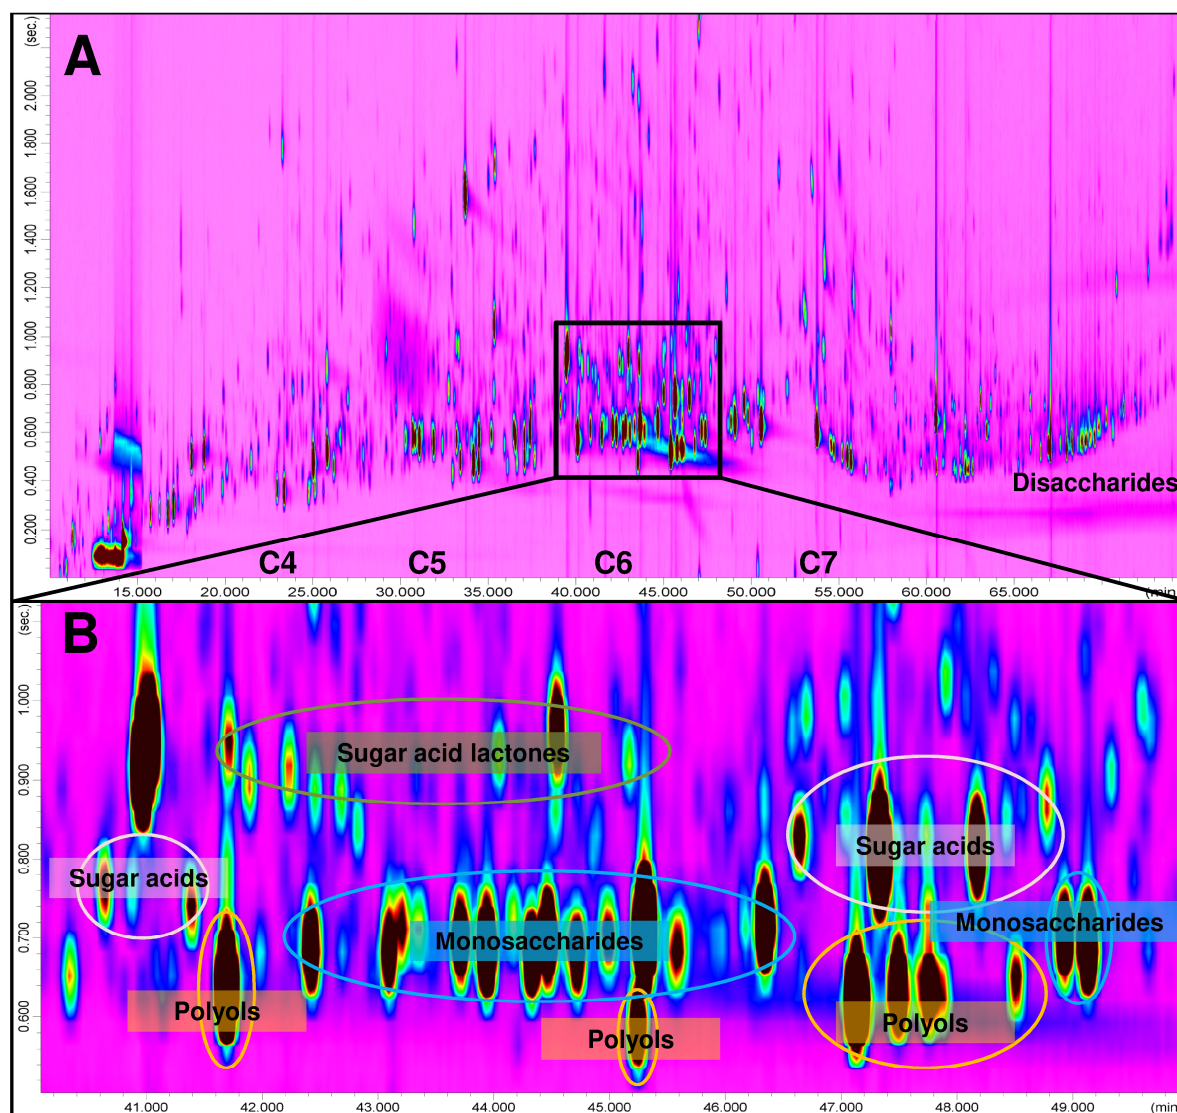 (sec.)
A
2.000
1.800
1.600
1.400
1.200
1.000
0.800
0.600
0.400
0.200
Disaccharides
C4 C5 C6 C7
15.000 20.000 25.000 30.000 35.000 40.000 45.000 50.000 55.000 60.000 65.000 (min
(sec.)
B
1.000
0.900
0.800
0.700
0.600
Sugar acid lactones
Sugar acids
Sugar acids
Monosaccharides
Monosaccharides
Polyols
Polyols
Polyols
41.000 42.000 43.000 44.000 45.000 46.000 47.000 48.000 49.000 (min